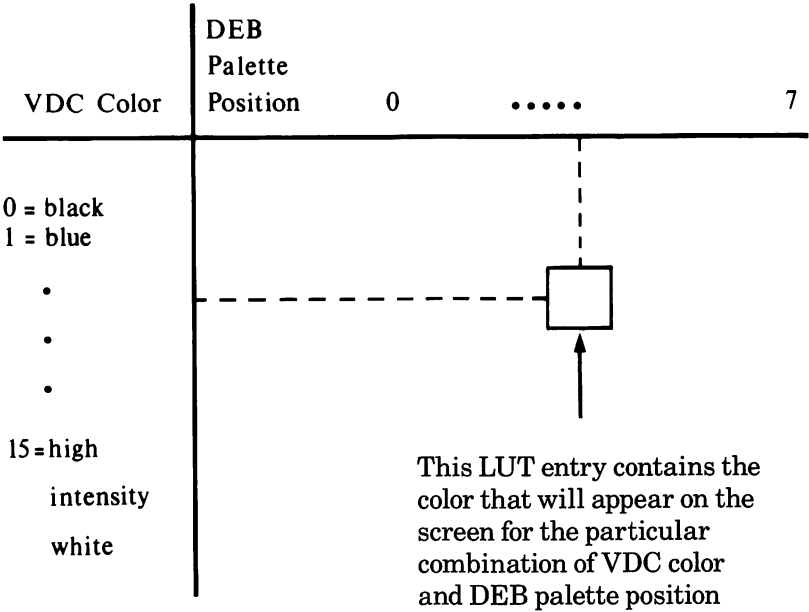 DEB
Palette
VDC Color Position 0 ••••• 7
0 = black
1 = blue
•
•
•
15=high
intensity
white
This LUT entry contains the
color that will appear on the
screen for the particular
combination of VDC color
and DEB palette position